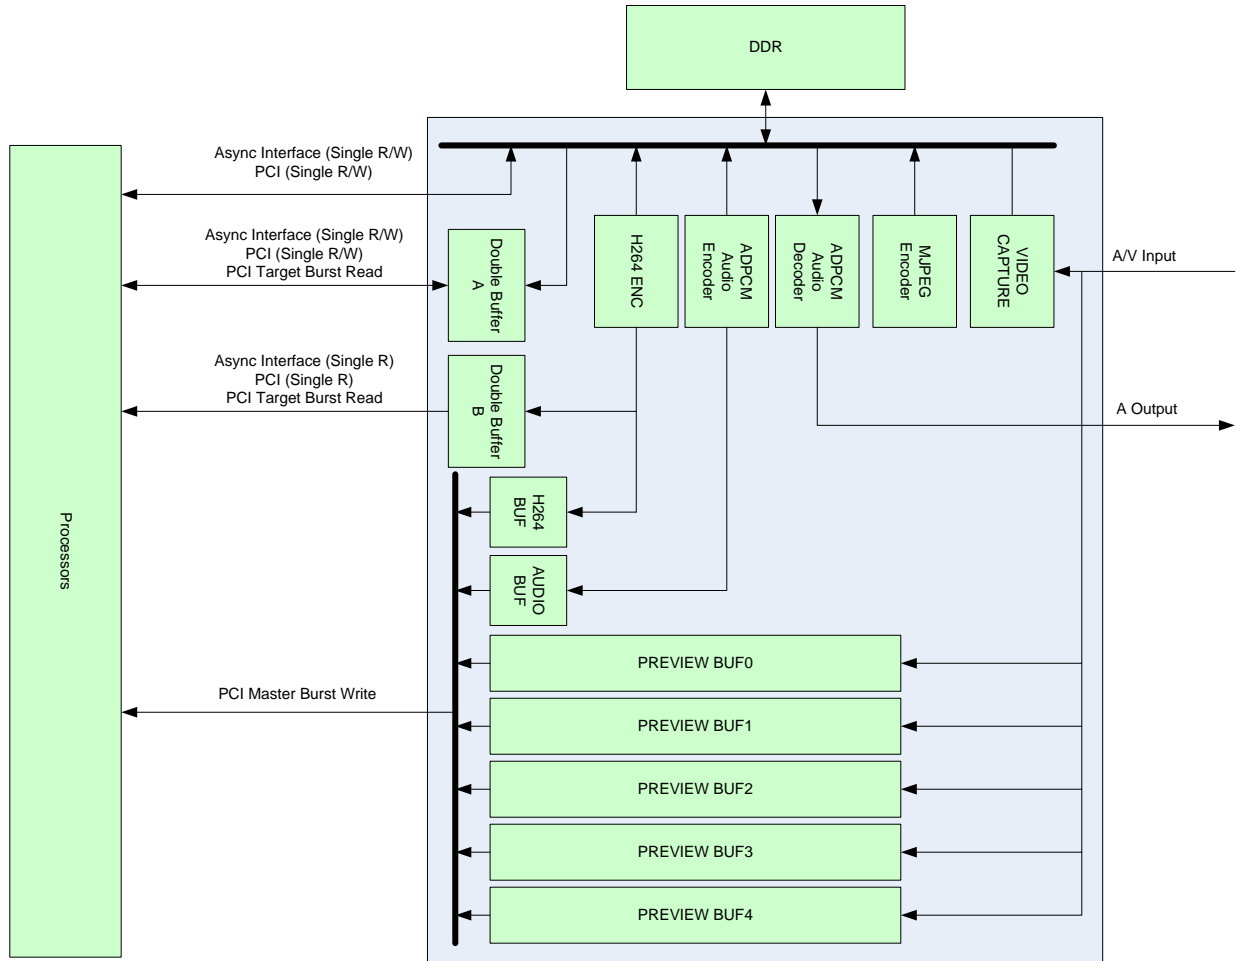 DDR
Async Interface (Single R/W)
PCI (Single R/W)
Async Interface (Single R/W)
PCI (Single R/W)
PCI Target Burst Read
Async Interface (Single R)
PCI (Single R)
PCI Target Burst Read
Processors
PCI Master Burst Write
Double Buffer
A
Double Buffer
B
H264 ENC
ADPCM
Audio
Encoder
ADPCM
Audio
Decoder
MJPEG
Encoder
VIDEO
CAPTURE
A/V Input
A Output
H264
BUF
AUDIO
BUF
PREVIEW BUF0
PREVIEW BUF1
PREVIEW BUF2
PREVIEW BUF3
PREVIEW BUF4